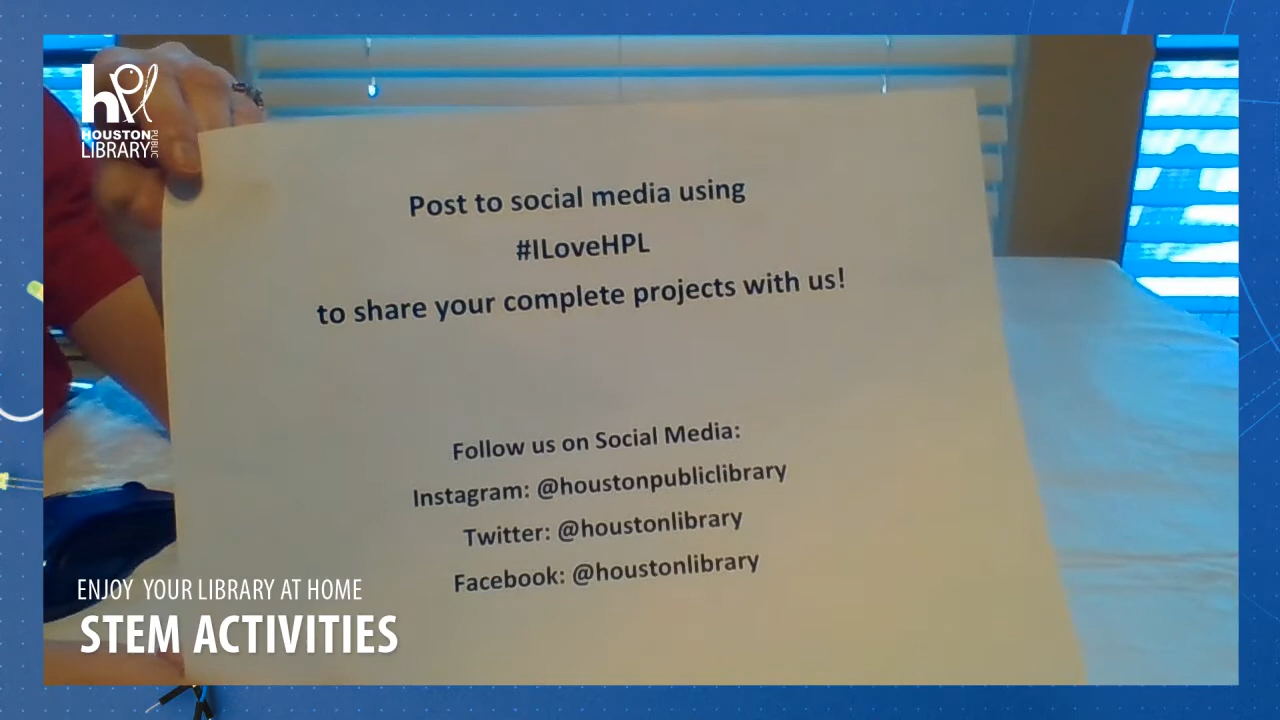 hpl
HOUSTON
LIBRARY
PUBLIC
Post to social media using
#ILoveHPL
to share your complete projects with us!
Follow us on Social Media:
Instagram: @houstonpubliclibrary
Twitter: @houstonlibrary
Facebook: @houstonlibrary
ENJOY YOUR LIBRARY AT HOME
STEM ACTIVITIES